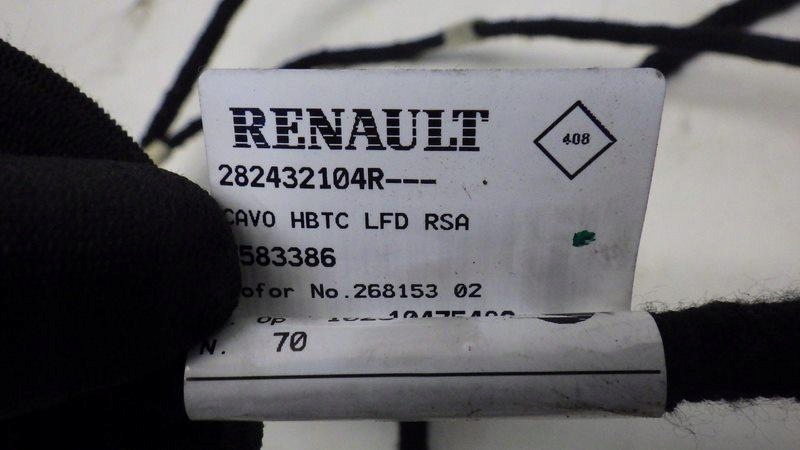 RENAULT
408
282432104R---
CAVO HBTC LFD RSA
583386
ofor No.268153 02
N. 70